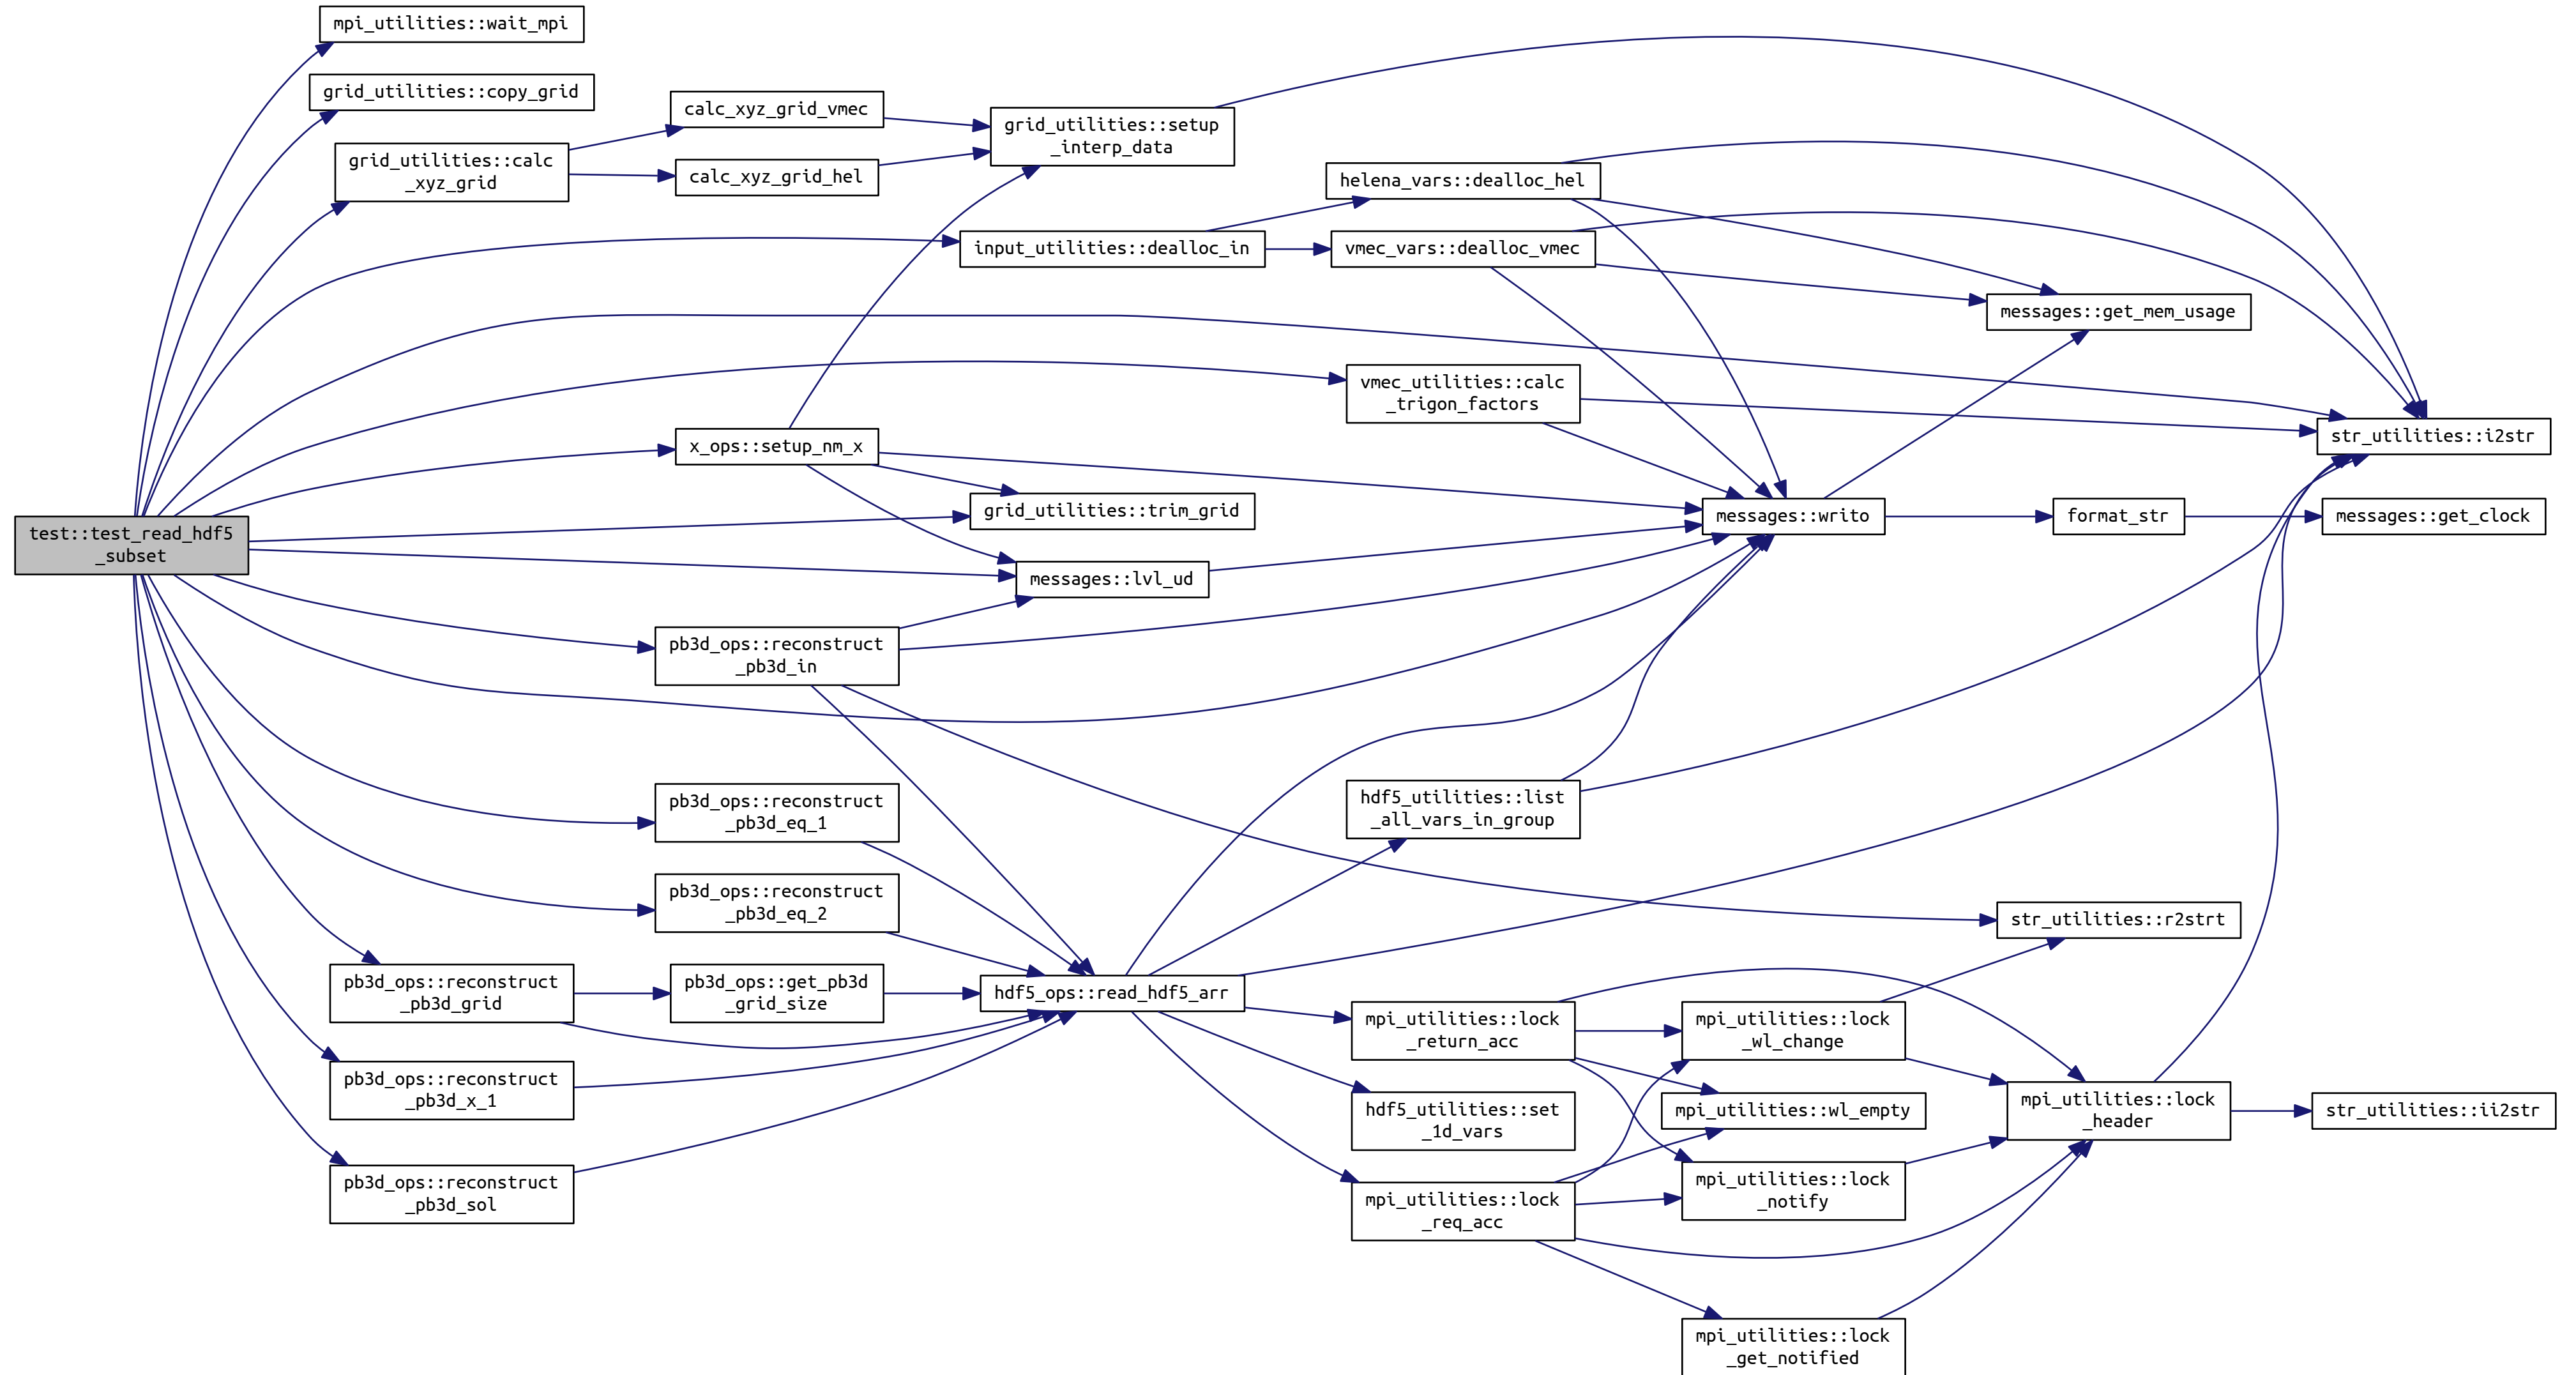 mpi_utilities::wait_mpi
grid_utilities::copy_grid
grid_utilities::calc
_xyz_grid
calc_xyz_grid_vmec
calc_xyz_grid_hel
grid_utilities::setup
_interp_data
helena_vars::dealloc_hel
input_utilities::dealloc_in
vmec_vars::dealloc_vmec
messages::get_mem_usage
vmec_utilities::calc
_trigon_factors
str_utilities::i2str
x_ops::setup_nm_x
grid_utilities::trim_grid
messages::writo
format_str
messages::get_clock
test::test_read_hdf5
_subset
messages::lvl_ud
pb3d_ops::reconstruct
_pb3d_in
pb3d_ops::reconstruct
_pb3d_eq_1
hdf5_utilities::list
_all_vars_in_group
pb3d_ops::reconstruct
_pb3d_eq_2
str_utilities::r2strt
pb3d_ops::reconstruct
_pb3d_grid
pb3d_ops::get_pb3d
_grid_size
hdf5_ops::read_hdf5_arr
mpi_utilities::lock
_return_acc
mpi_utilities::lock
_wl_change
pb3d_ops::reconstruct
_pb3d_x_1
hdf5_utilities::set
_1d_vars
mpi_utilities::wl_empty
mpi_utilities::lock
_header
str_utilities::ii2str
pb3d_ops::reconstruct
_pb3d_sol
mpi_utilities::lock
_req_acc
mpi_utilities::lock
_notify
mpi_utilities::lock
_get_notified